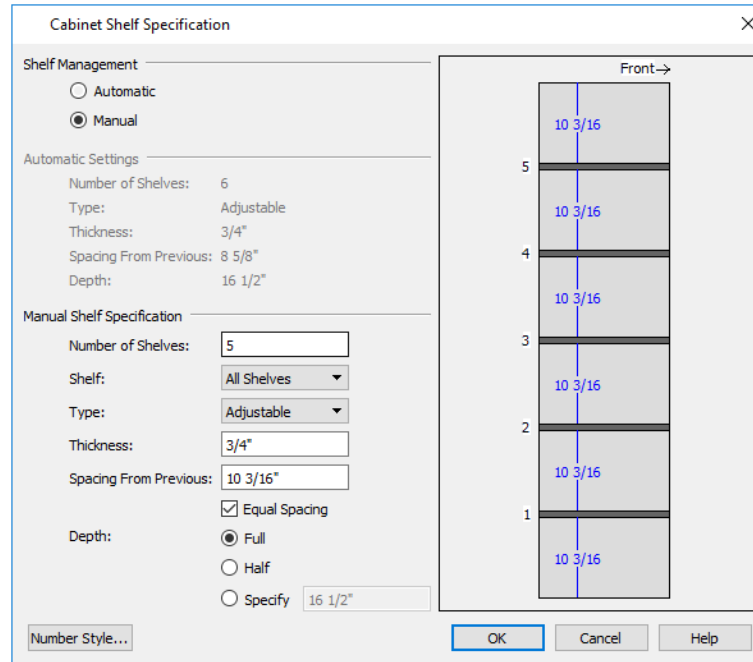 Cabinet Shelf Specification
Shelf Management
Automatic
Manual
Automatic Settings
Number of Shelves: 6
Type: Adjustable
Thickness: 3/4"
Spacing From Previous: 8 5/8"
Depth: 16 1/2"
Manual Shelf Specification
Number of Shelves: 5
Shelf: All Shelves
Type: Adjustable
Thickness: 3/4"
Spacing From Previous: 10 3/16"
Equal Spacing
Depth: Full
Half
Specify 16 1/2"
Number Style...
Front→
10 3/16
5
10 3/16
4
10 3/16
3
10 3/16
2
10 3/16
1
10 3/16
OK Cancel Help